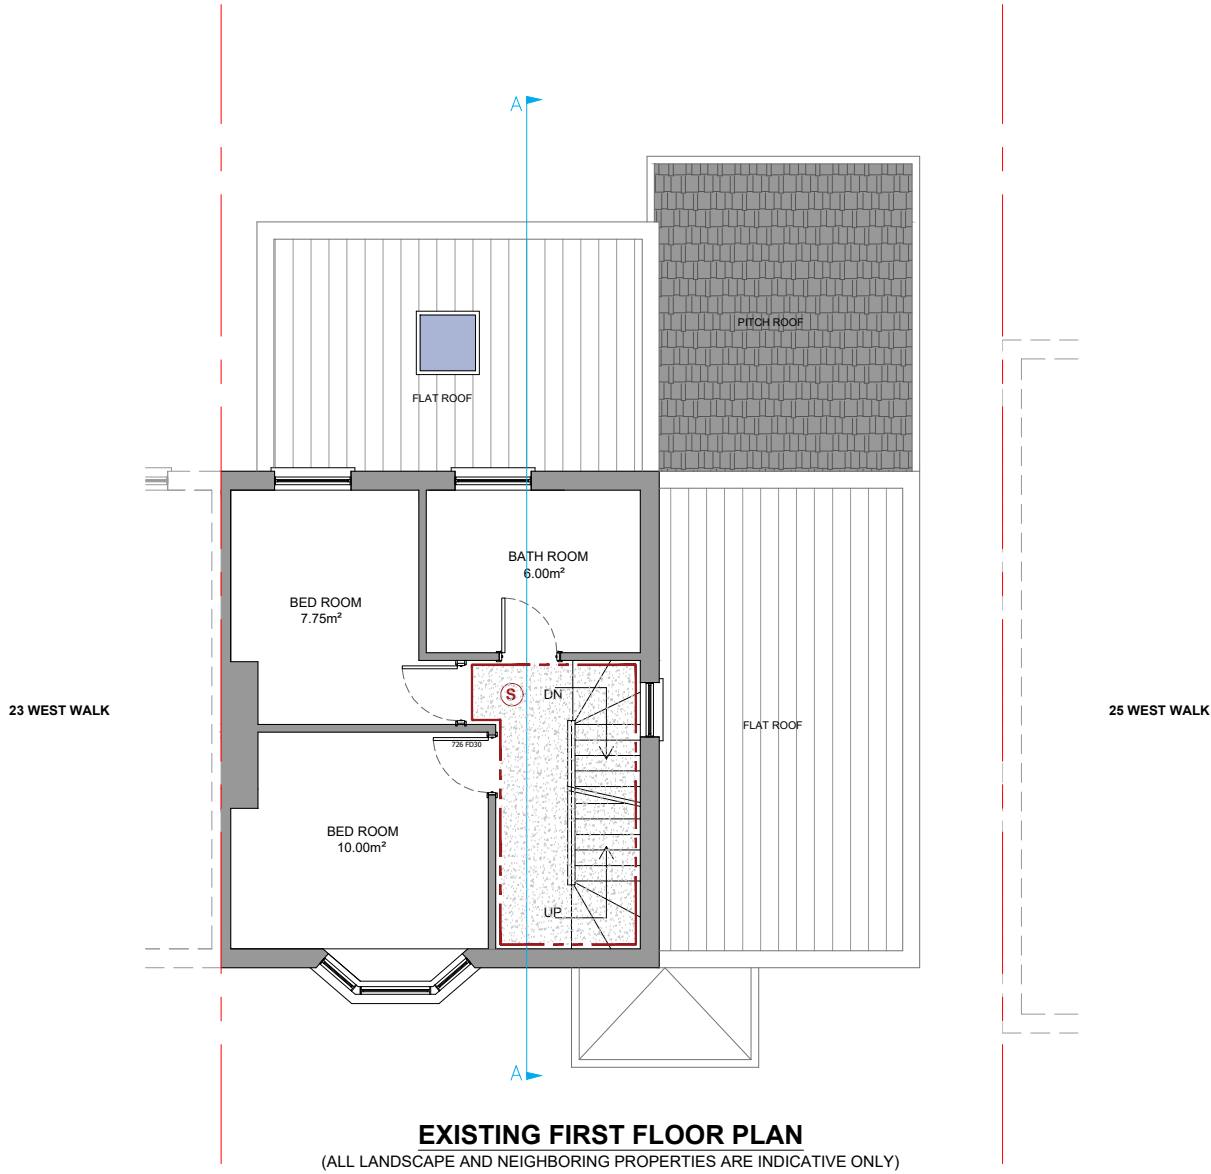 A
PITCH ROOF
FLAT ROOF
BATH ROOM
6.00m²
BED ROOM
7.75m²
S
DN
23 WEST WALK
25 WEST WALK
FLAT ROOF
726 FD30
BED ROOM
10.00m²
UP
A
EXISTING FIRST FLOOR PLAN
(ALL LANDSCAPE AND NEIGHBORING PROPERTIES ARE INDICATIVE ONLY)